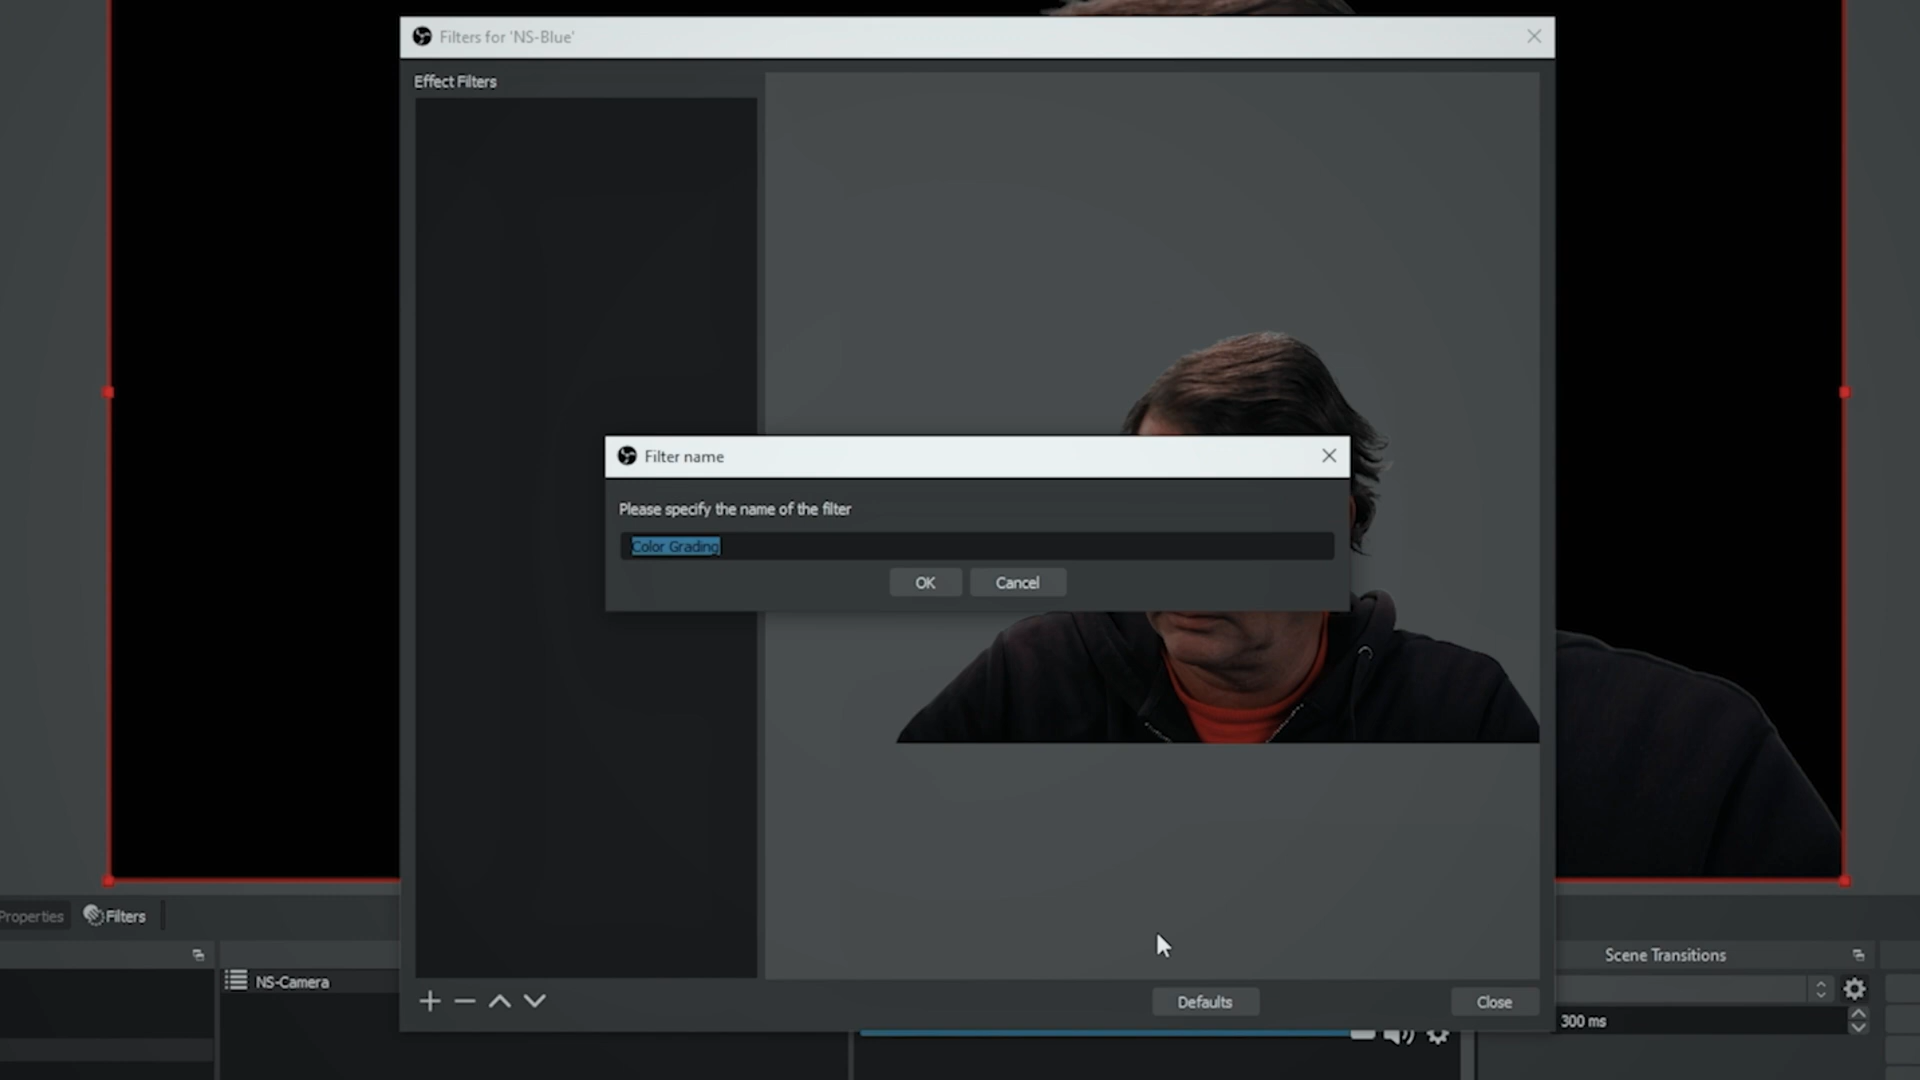 Filters for 'NS-Blue'
Effect Filters
Filter name
Please specify the name of the filter
Color Grading
OK
Cancel
Properties
Filters
NS-Camera
Defaults
Close
Scene Transitions
300 ms